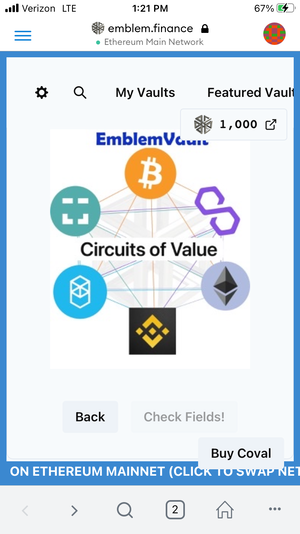 Verizon LTE 1:21 PM 67%
emblem.finance
Ethereum Main Network
My Vaults Featured Vault
1,000
EmblemVault
Circuits of Value
Back Check Fields!
Buy Coval
ON ETHEREUM MAINNET (CLICK TO SWAP NET
2